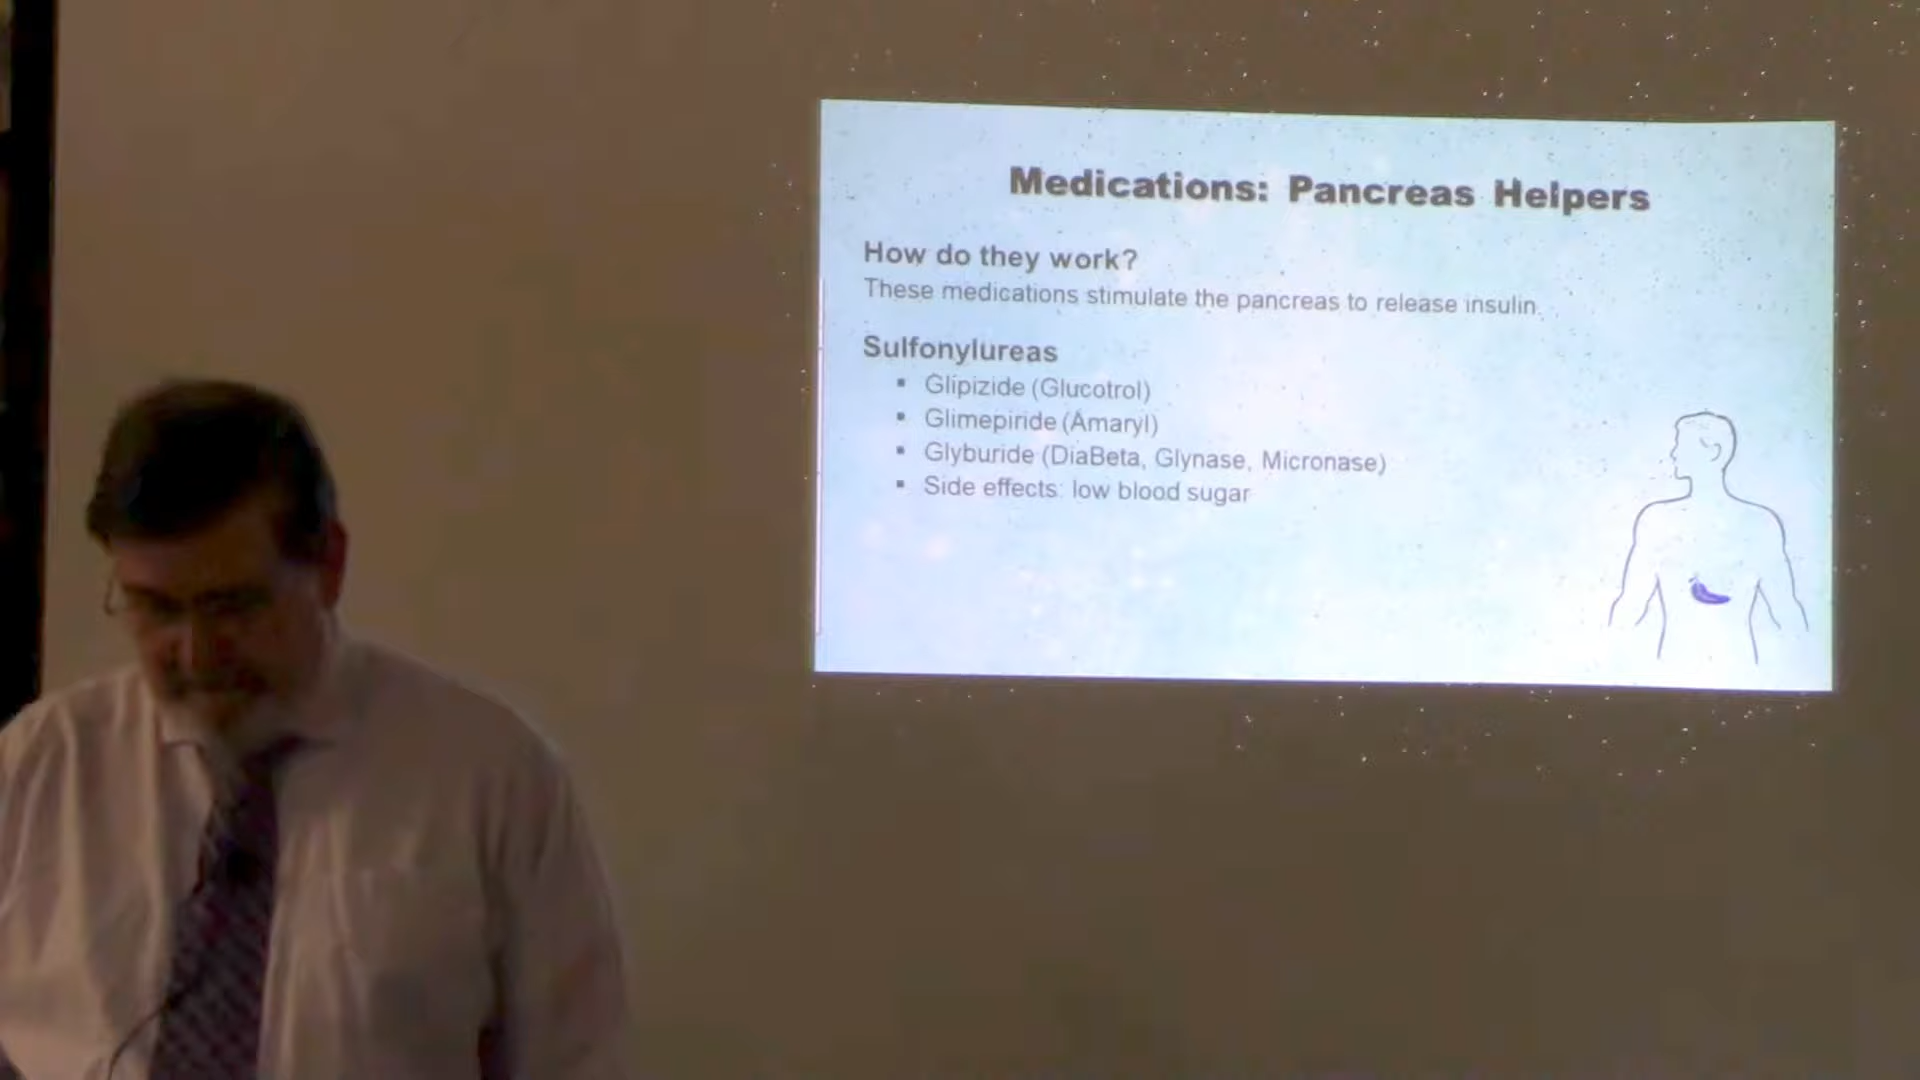 Medications: Pancreas Helpers
How do they work?
These medications stimulate the pancreas to release insulin.
Sulfonylureas
▪ Glipizide (Glucotrol)
▪ Glimepiride (Amaryl)
▪ Glyburide (DiaBeta, Glynase, Micronase)
▪ Side effects: low blood sugar